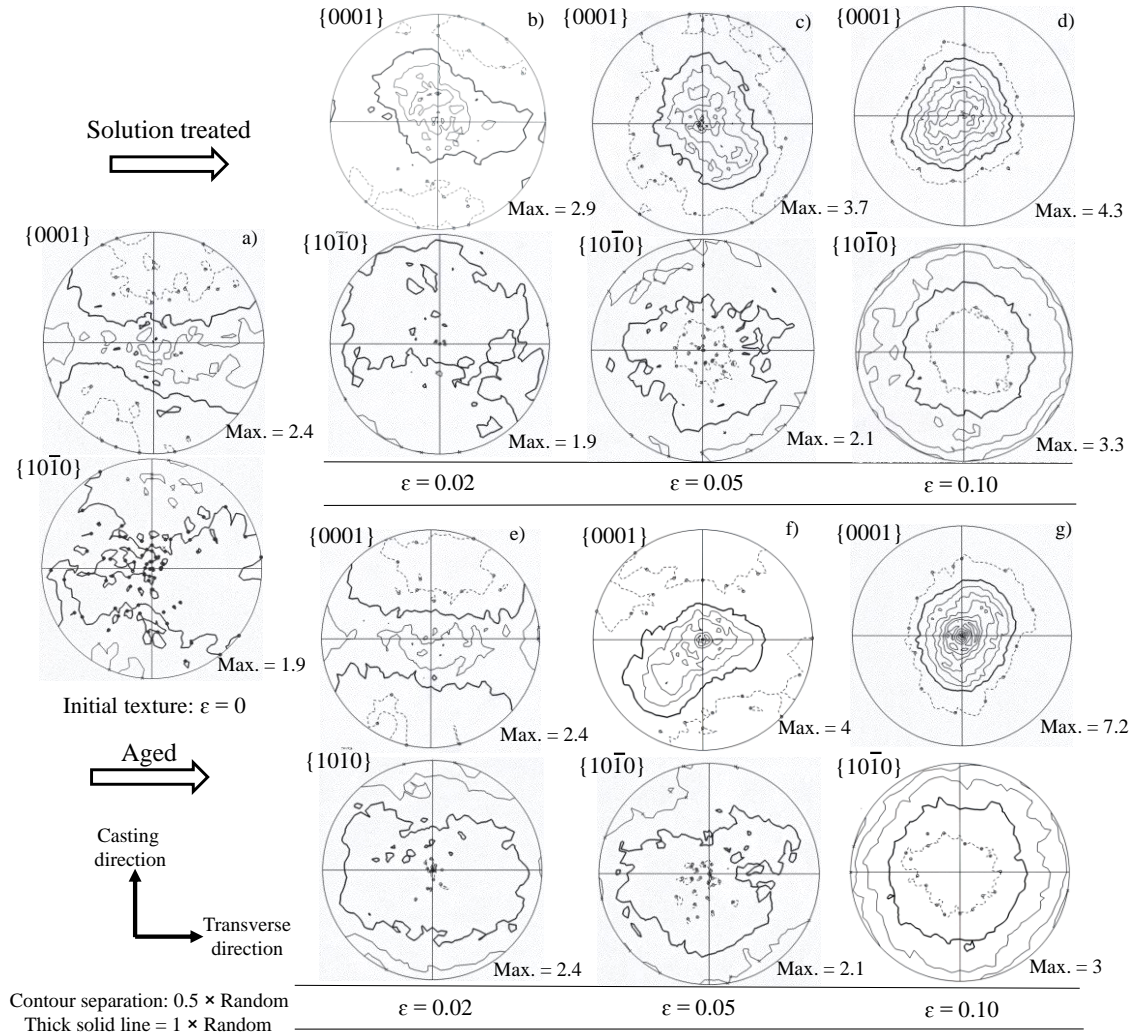 {0001}
b)
{0001}
c)
{0001}
d)
Solution treated
Max. = 2.9
Max. = 3.7
Max. = 4.3
{0001}
a)
{101̅0}
{101̅0}
{101̅0}
Max. = 2.4
Max. = 1.9
Max. = 2.1
Max. = 3.3
{101̅0}
ε = 0.02
ε = 0.05
ε = 0.10
{0001}
e)
{0001}
f)
{0001}
g)
Max. = 1.9
Initial texture: ε = 0
Max. = 2.4
Max. = 4
Max. = 7.2
Aged
{101̅0}
{101̅0}
{101̅0}
Casting
direction
Transverse
direction
Max. = 2.4
Max. = 2.1
Max. = 3
Contour separation: 0.5 × Random
Thick solid line = 1 × Random
ε = 0.02
ε = 0.05
ε = 0.10